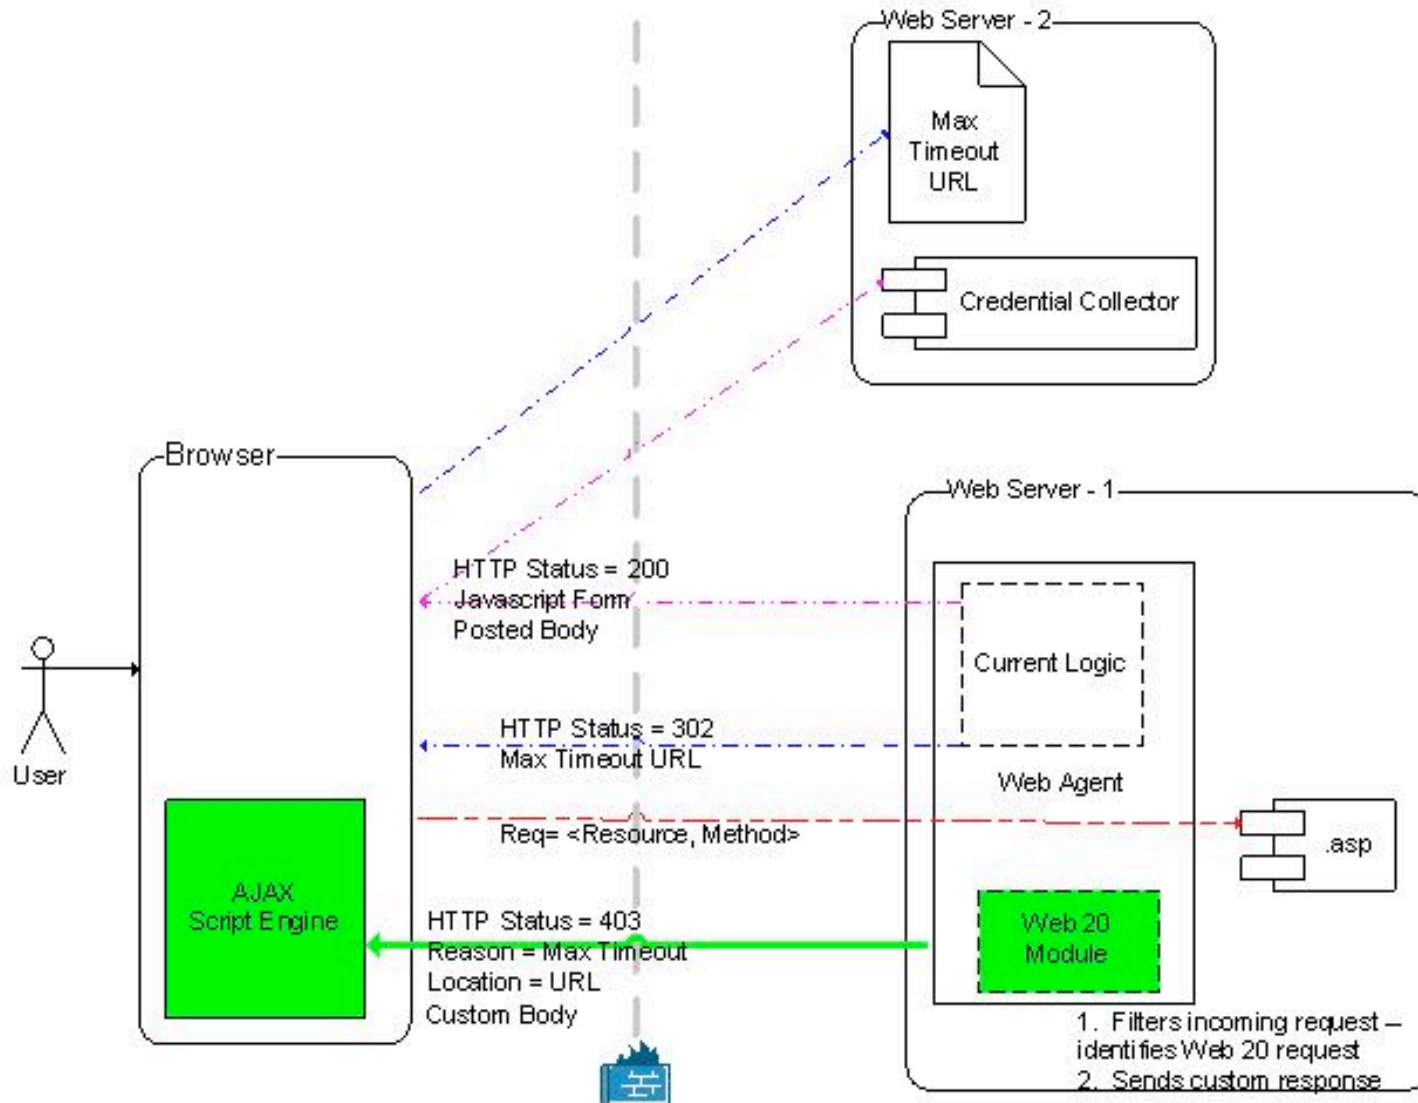 Web Server - 2
Max
Timeout
URL
Credential Collector
Browser
Web Server - 1
HTTP Status = 200
Javascript Form
Posted Body
Current Logic
HTTP Status = 302
Max Timeout URL
User
Web Agent
Req= <Resource, Method>
.asp
AJAX
Script Engine
HTTP Status = 403
Reason = Max Timeout
Location = URL
Custom Body
Web 20
Module
1. Filters incoming request –
identifies Web 20 request
2. Sends custom response